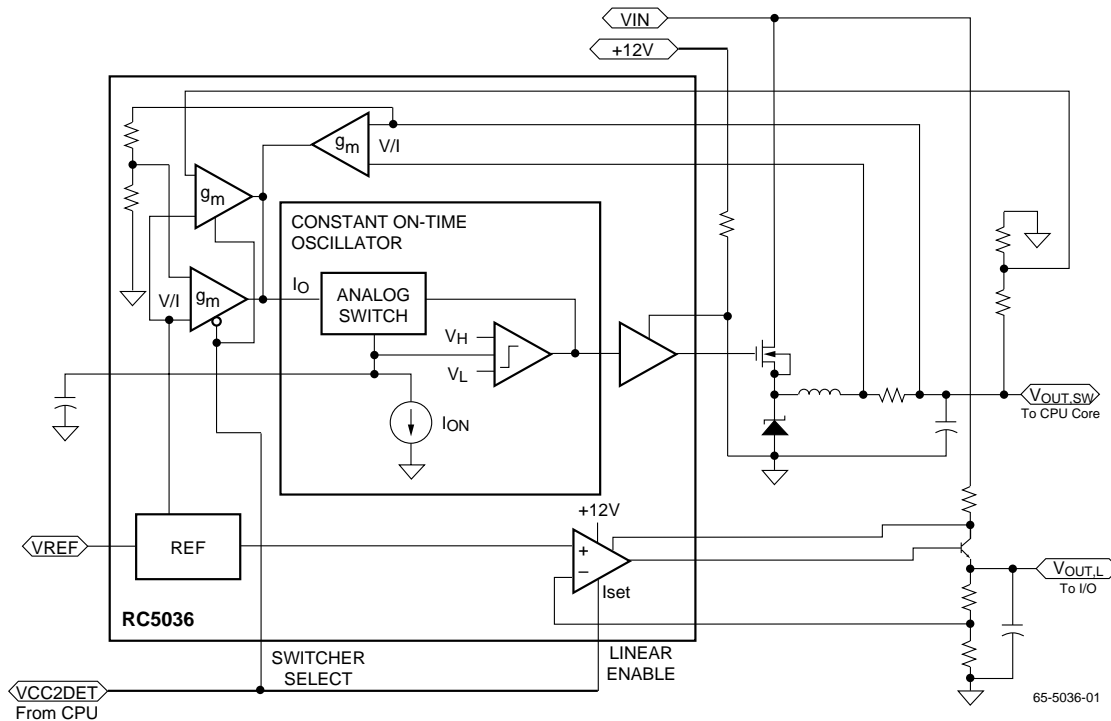 VIN
+12V
gm
V/I
gm
CONSTANT ON-TIME
OSCILLATOR
V/I
gm
IO
ANALOG
SWITCH
VH
VL
ION
VOUT,SW
To CPU Core
+12V
VREF
REF
+
–
Iset
VOUT,L
To I/O
RC5036
SWITCHER
SELECT
LINEAR
ENABLE
VCC2DET
From CPU
65-5036-01